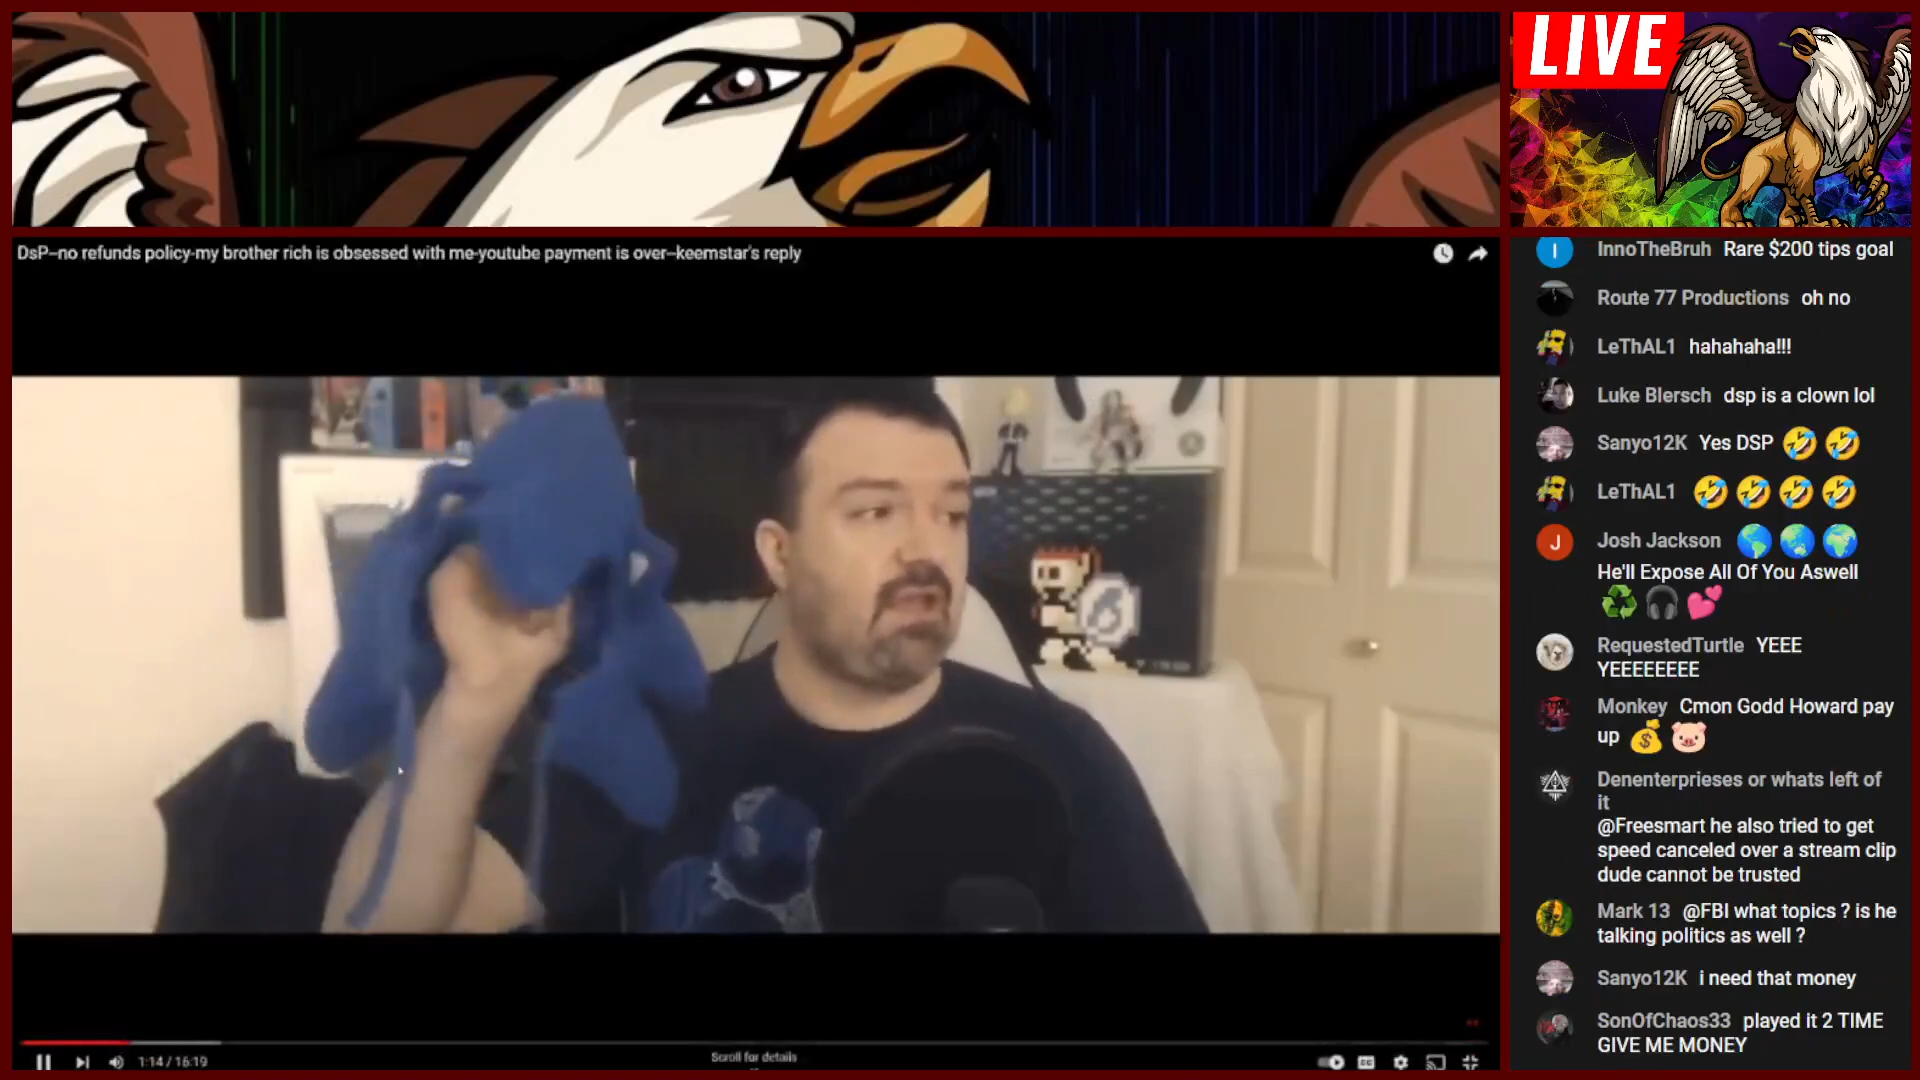 LIVE
DsP--no refunds policy-my brother rich is obsessed with me-youtube payment is over--keemstar's reply
InnoTheBruh Rare $200 tips goal
Route 77 Productions oh no
LeThAL1 hahahaha!!!
Luke Blersch dsp is a clown lol
Sanyo12K Yes DSP 🤣 🤣
LeThAL1 🤣 🤣 🤣 🤣
J
Josh Jackson 🌎 🌏 🌍
He'll Expose All Of You Aswell
♻️ 🎧 💕
RequestedTurtle YEEE
YEEEEEEEE
Monkey Cmon Godd Howard pay
up 💰 🐷
Denenterprieses or whats left of
it
@Freesmart he also tried to get
speed canceled over a stream clip
dude cannot be trusted
Mark 13 @FBI what topics ? is he
talking politics as well ?
Sanyo12K i need that money
SonOfChaos33 played it 2 TIME
GIVE ME MONEY
1:14 / 16:19
Scroll for details